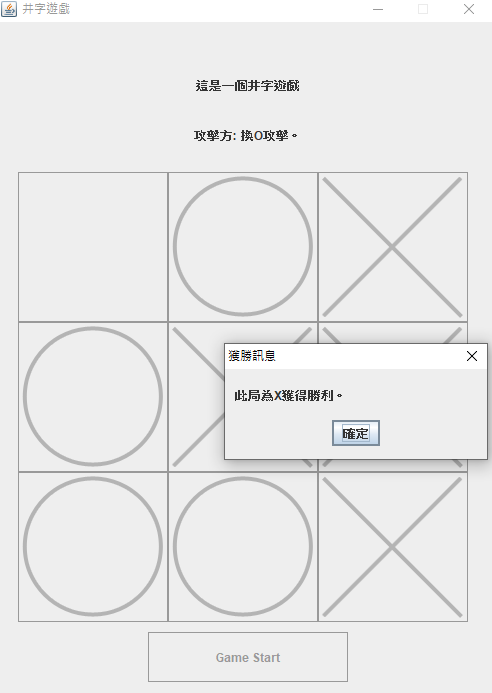 井字遊戲
這是一個井字遊戲
攻擊方: 換O攻擊。
獲勝訊息
此局為X獲得勝利。
確定
Game Start